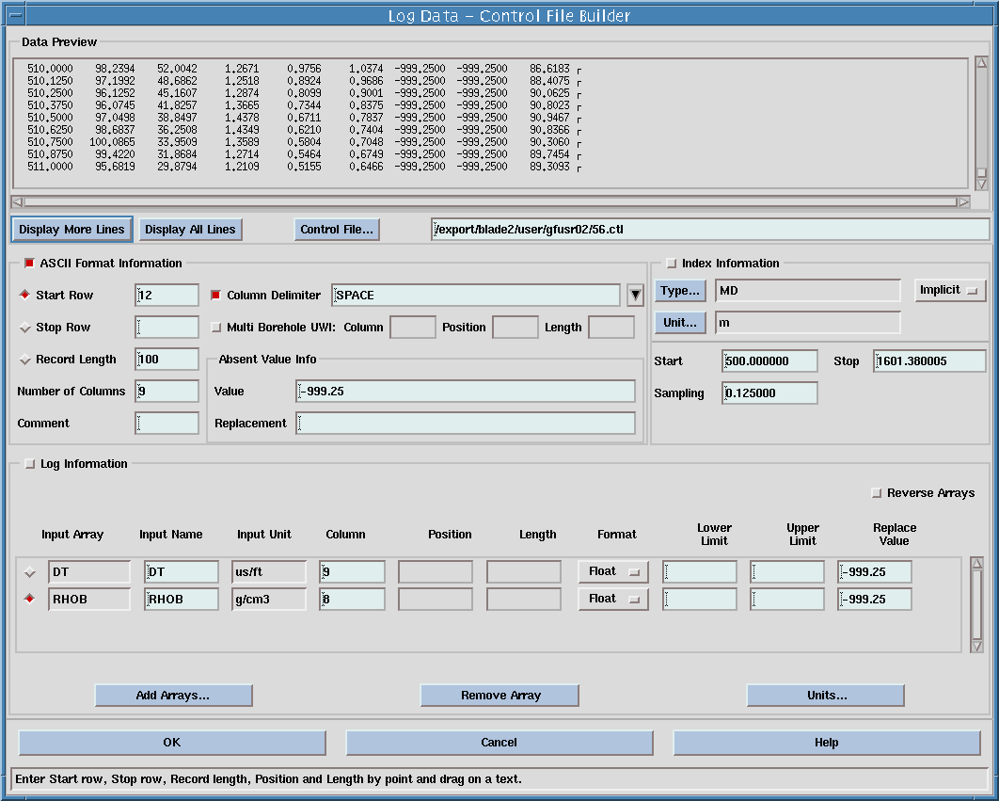 Log Data - Control File Builder
Data Preview
510.0000 98.2394 52.0042 1.2671 0.9756 1.0374 -999.2500 -999.2500 86.6183
510.1250 97.1992 48.6862 1.2518 0.8924 0.9686 -999.2500 -999.2500 88.4075
510.2500 96.1252 45.1607 1.2874 0.8099 0.9001 -999.2500 -999.2500 90.0625
510.3750 96.0745 41.8257 1.3665 0.7344 0.8375 -999.2500 -999.2500 90.8023
510.5000 97.0498 38.8497 1.4378 0.6711 0.7837 -999.2500 -999.2500 90.9467
510.6250 98.6837 36.2508 1.4349 0.6210 0.7404 -999.2500 -999.2500 90.8366
510.7500 100.0865 33.9509 1.3589 0.5804 0.7048 -999.2500 -999.2500 90.3060
510.8750 99.4220 31.8684 1.2714 0.5464 0.6749 -999.2500 -999.2500 89.7454
511.0000 95.6819 29.8794 1.2109 0.5155 0.6466 -999.2500 -999.2500 89.3093
Display More Lines Display All Lines Control File... /export/blade2/user/gfusr02/56.ctl
ASCII Format Information Index Information
Start Row 12 Column Delimiter SPACE Type... MD Implicit
Stop Row Multi Borehole UWI: Column Position Length Unit... m
Record Length 100 Absent Value Info Start 500.000000 Stop 1601.380005
Number of Columns 9 Value -999.25 Sampling 0.125000
Comment Replacement
Log Information
Reverse Arrays
Input Array Input Name Input Unit Column Position Length Format Lower Limit Upper Limit Replace Value
DT DT us/ft 9 Float -999.25
RHOB RHOB g/cm3 8 Float -999.25
Add Arrays... Remove Array Units...
OK Cancel Help
Enter Start row, Stop row, Record length, Position and Length by point and drag on a text.